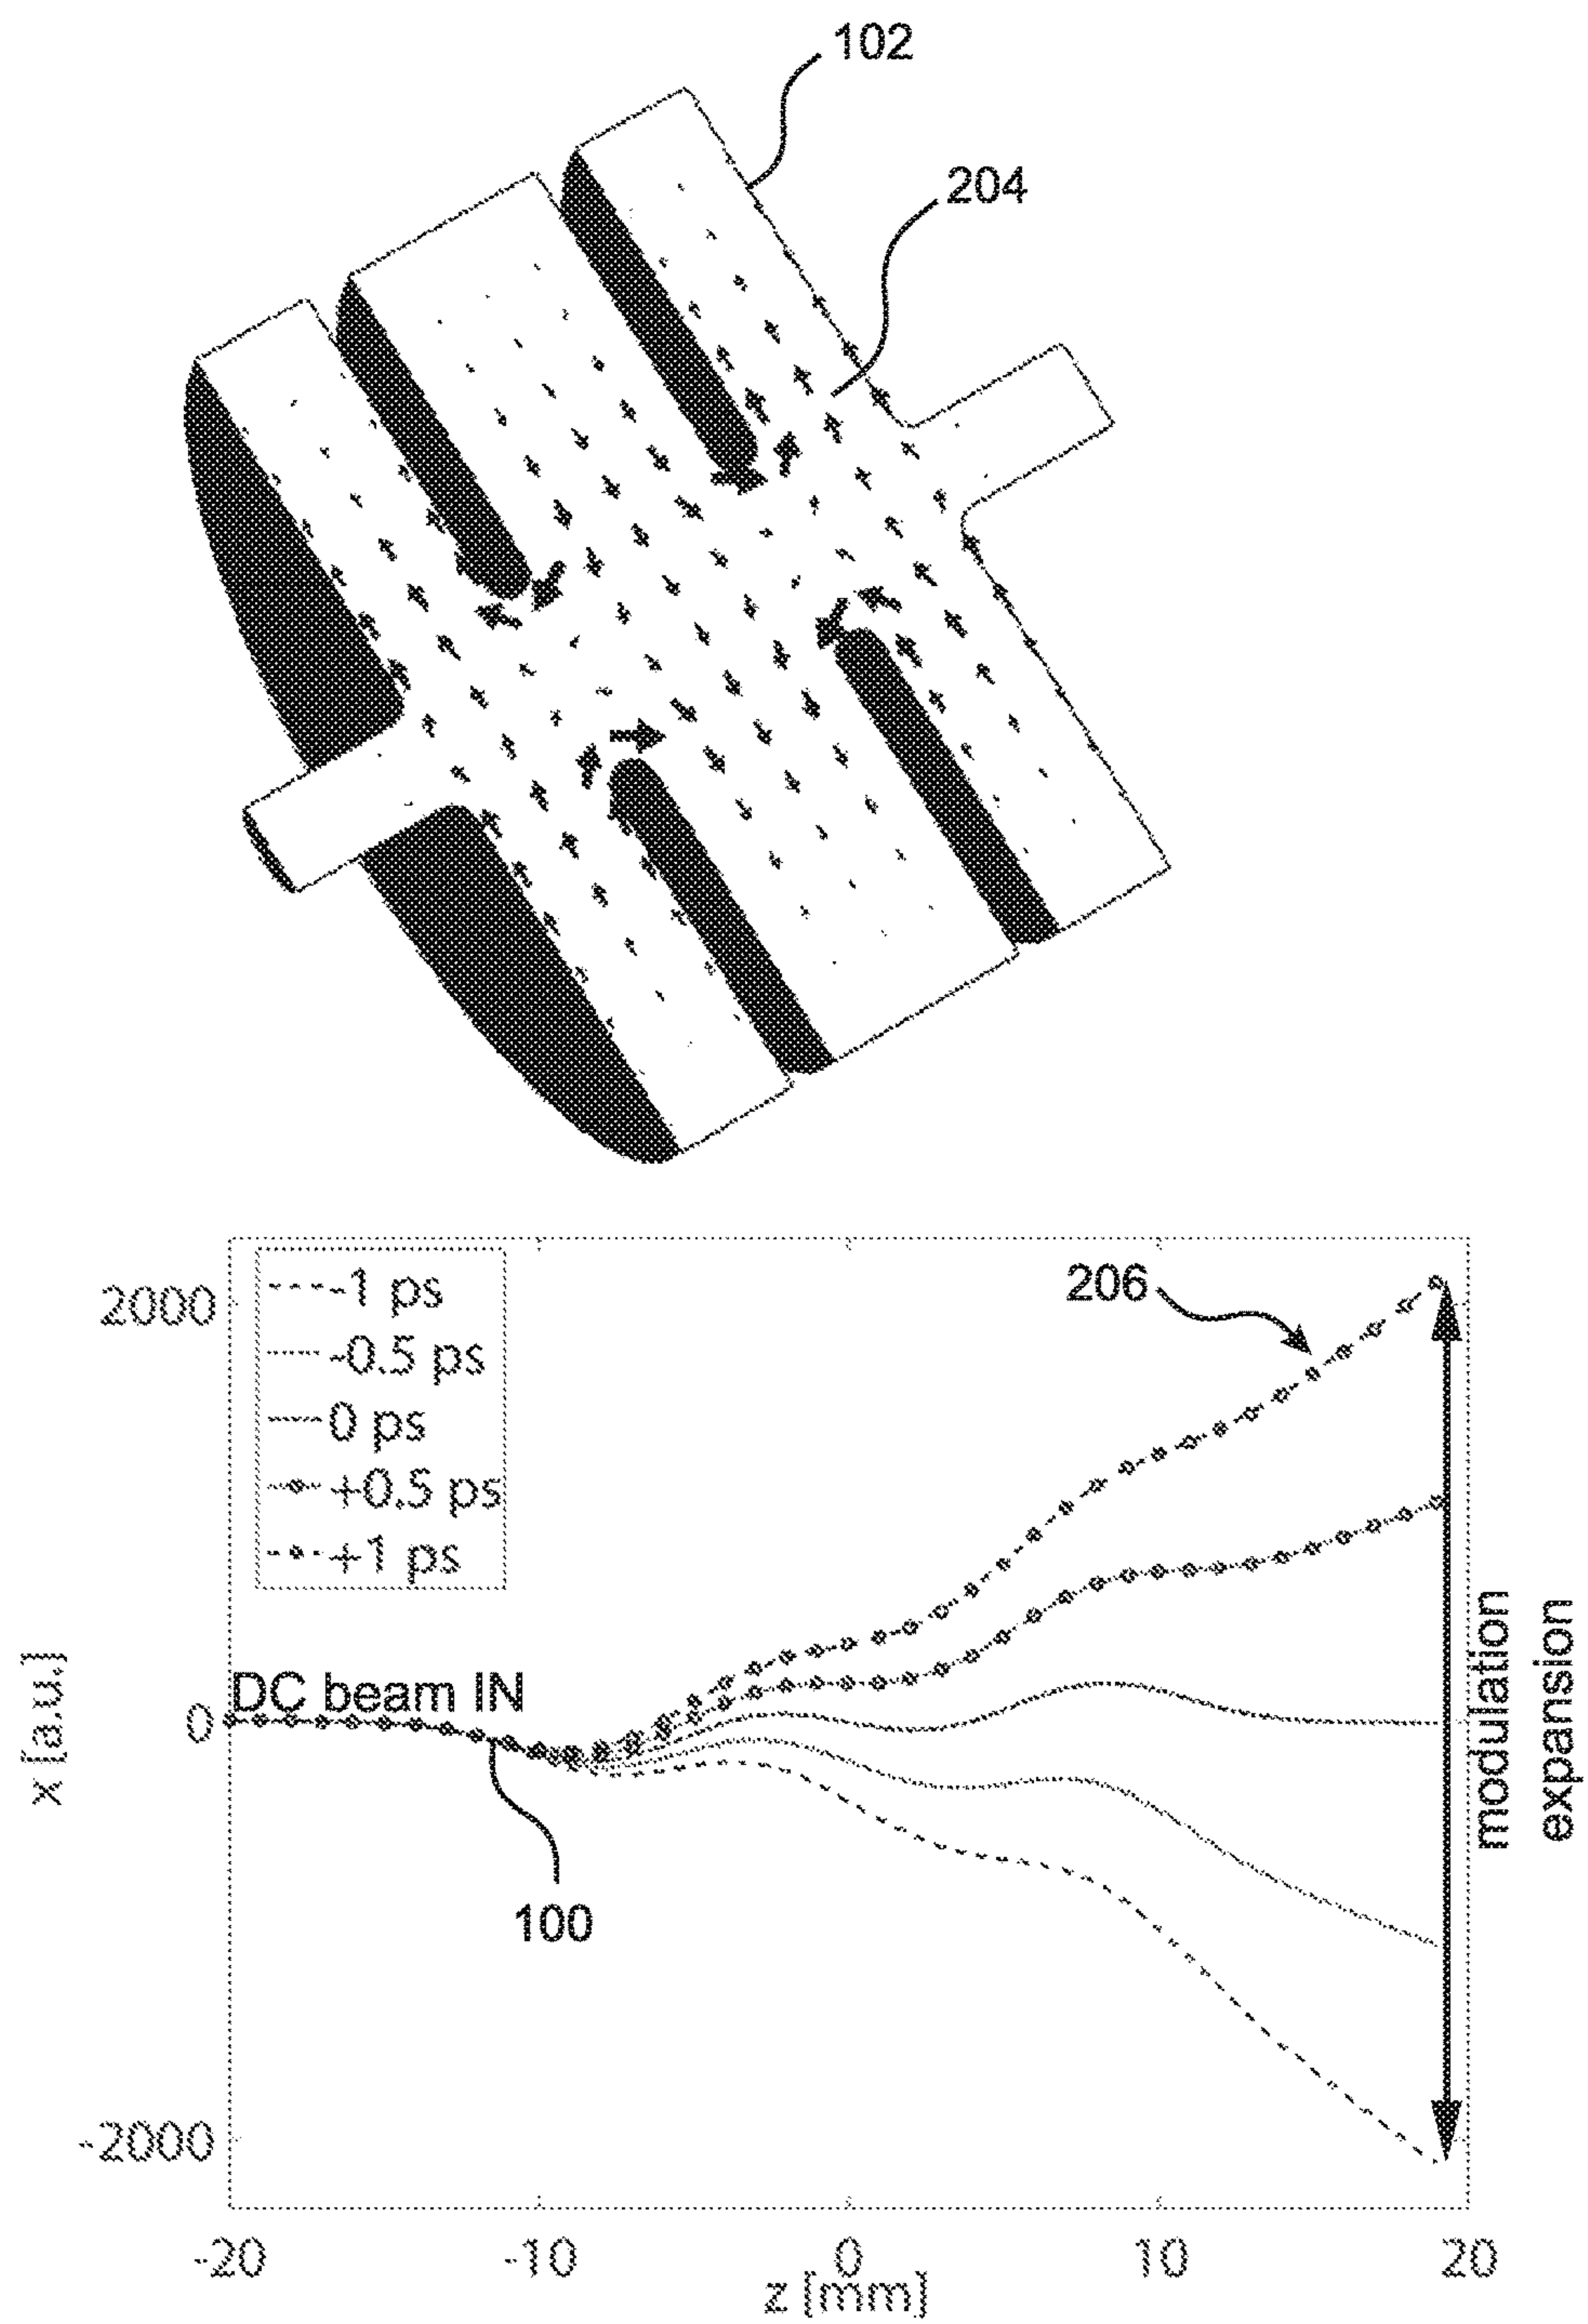 102
204
2000
0
-2000
x [a.u.]
-1 ps
-0.5 ps
0 ps
+0.5 ps
+1 ps
206
DC beam IN
100
modulation
expansion
-20
-10
0
10
20
z [mm]